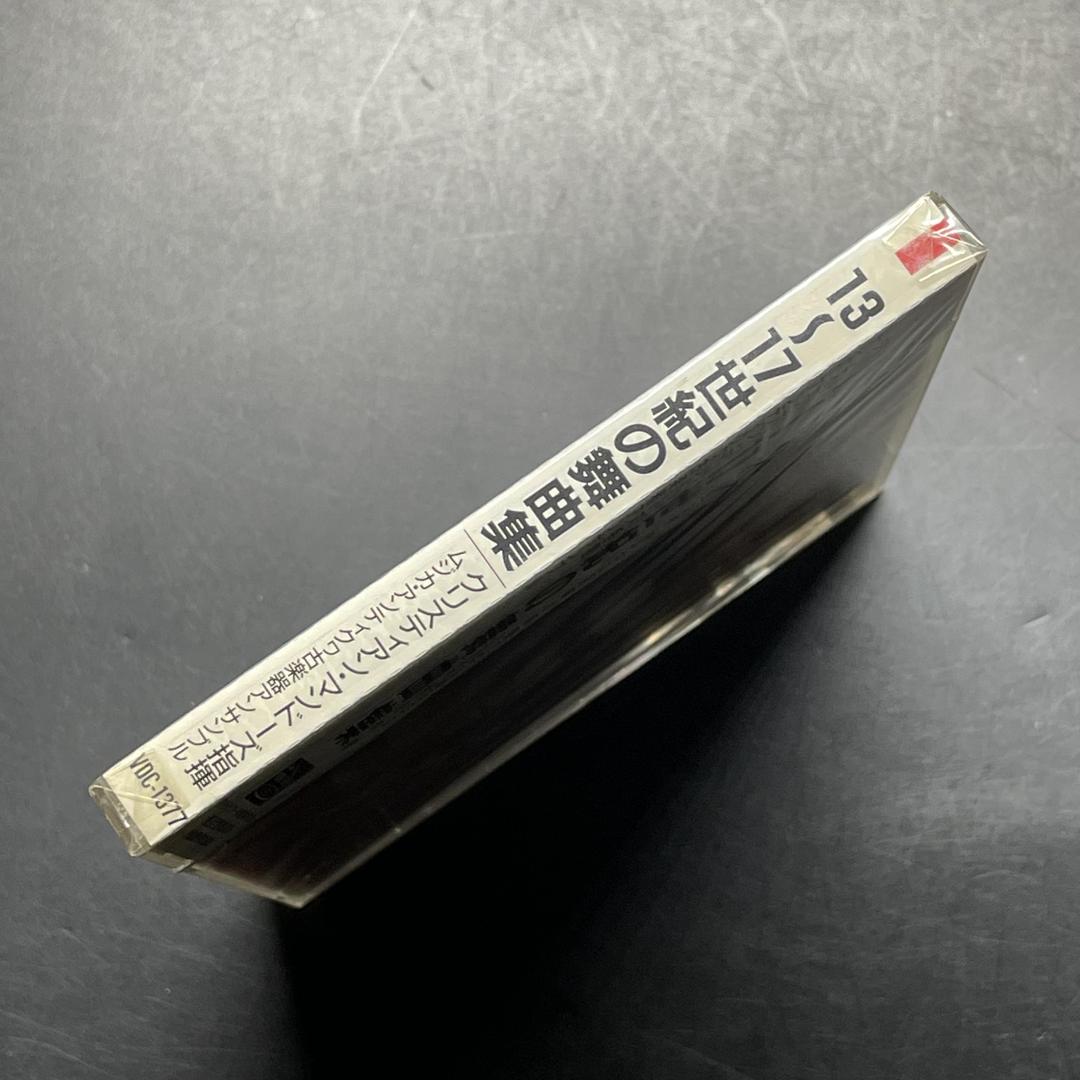 13〜17世紀の舞曲集
クリスティアン・マンドーズ指揮
ムジカ・アンティクワ古楽器アンサンブル
VDC-1377